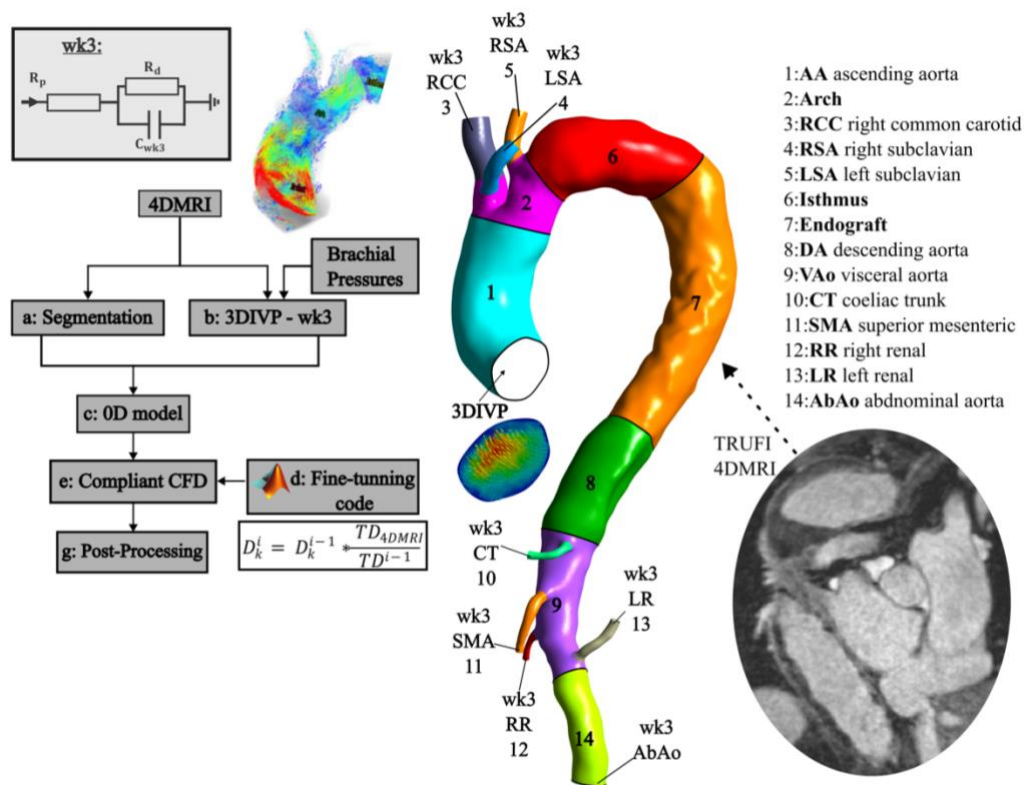 wk3:
R_p
R_d
C_wk3
4DMRI
Brachial
Pressures
a: Segmentation
b: 3DIVP - wk3
c: 0D model
e: Compliant CFD
d: Fine-tunning
code
g: Post-Processing
D_k^i = D_k^{i-1} * TD_{4DMRI} / TD^{i-1}
wk3
RCC
3
wk3
RSA
5
wk3
LSA
4
6
2
1
7
3DIVP
8
wk3
CT
10
9
wk3
LR
13
wk3
SMA
11
wk3
RR
12
14
wk3
AbAo
1:AA ascending aorta
2:Arch
3:RCC right common carotid
4:RSA right subclavian
5:LSA left subclavian
6:Isthmus
7:Endograft
8:DA descending aorta
9:VAo visceral aorta
10:CT coeliac trunk
11:SMA superior mesenteric
12:RR right renal
13:LR left renal
14:AbAo abdnominal aorta
TRUFI
4DMRI